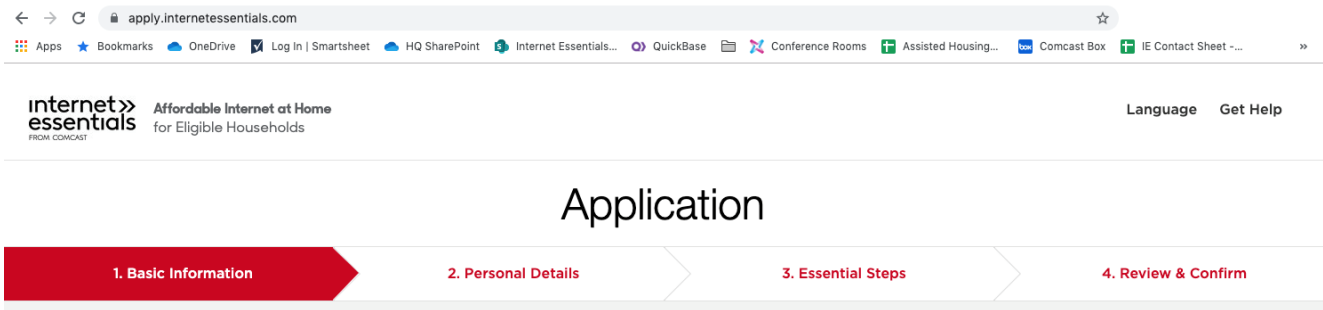 apply.internetessentials.com
Apps Bookmarks OneDrive Log In | Smartsheet HQ SharePoint Internet Essentials... QuickBase Conference Rooms Assisted Housing... Comcast Box IE Contact Sheet -... »
internet»
essentials
FROM COMCAST
Affordable Internet at Home
for Eligible Households
Language Get Help
Application
1. Basic Information 2. Personal Details 3. Essential Steps 4. Review & Confirm